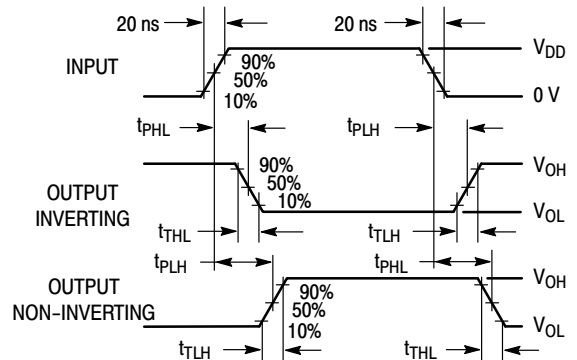 20 ns 20 ns
INPUT 90% V_DD
50%
10% 0 V
t_PHL t_PLH
OUTPUT INVERTING 90% V_OH
50%
10% V_OL
t_THL t_TLH
t_PLH t_PHL
OUTPUT NON−INVERTING 90% V_OH
50%
10% V_OL
t_TLH t_THL